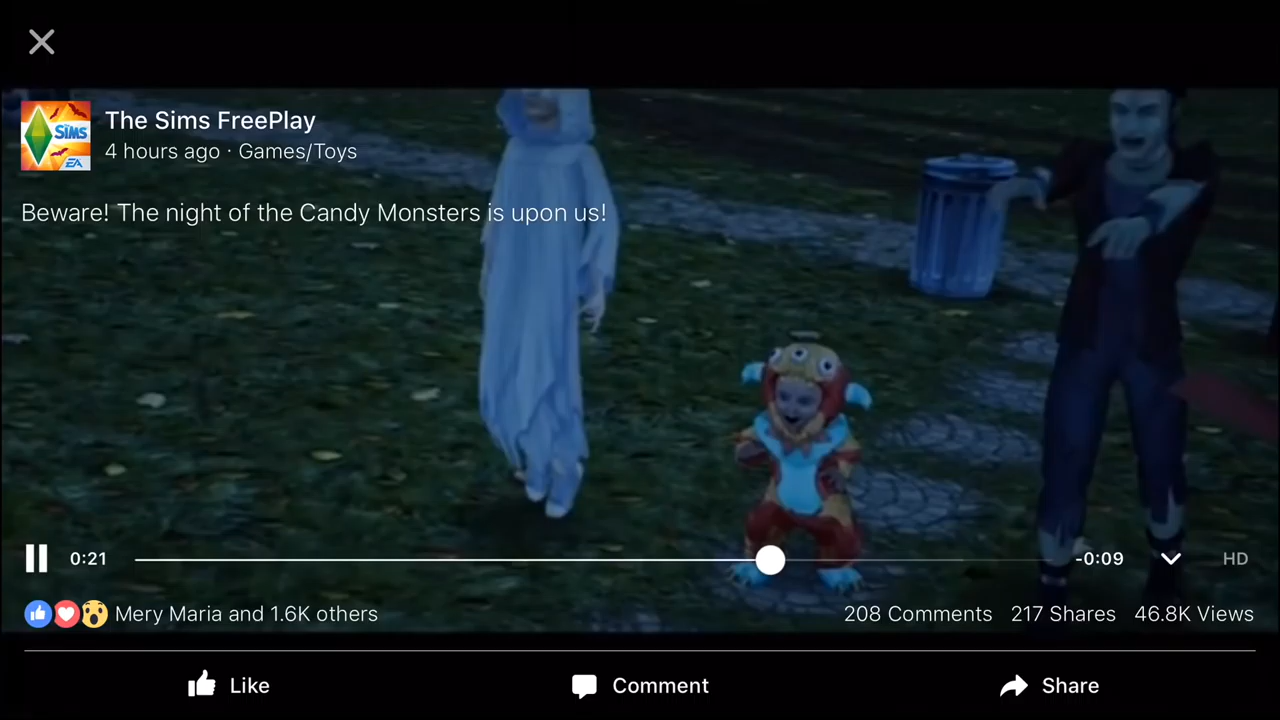 The Sims FreePlay
4 hours ago · Games/Toys
SIMS
EA
Beware! The night of the Candy Monsters is upon us!
0:21
-0:09
HD
Mery Maria and 1.6K others
208 Comments 217 Shares 46.8K Views
Like
Comment
Share